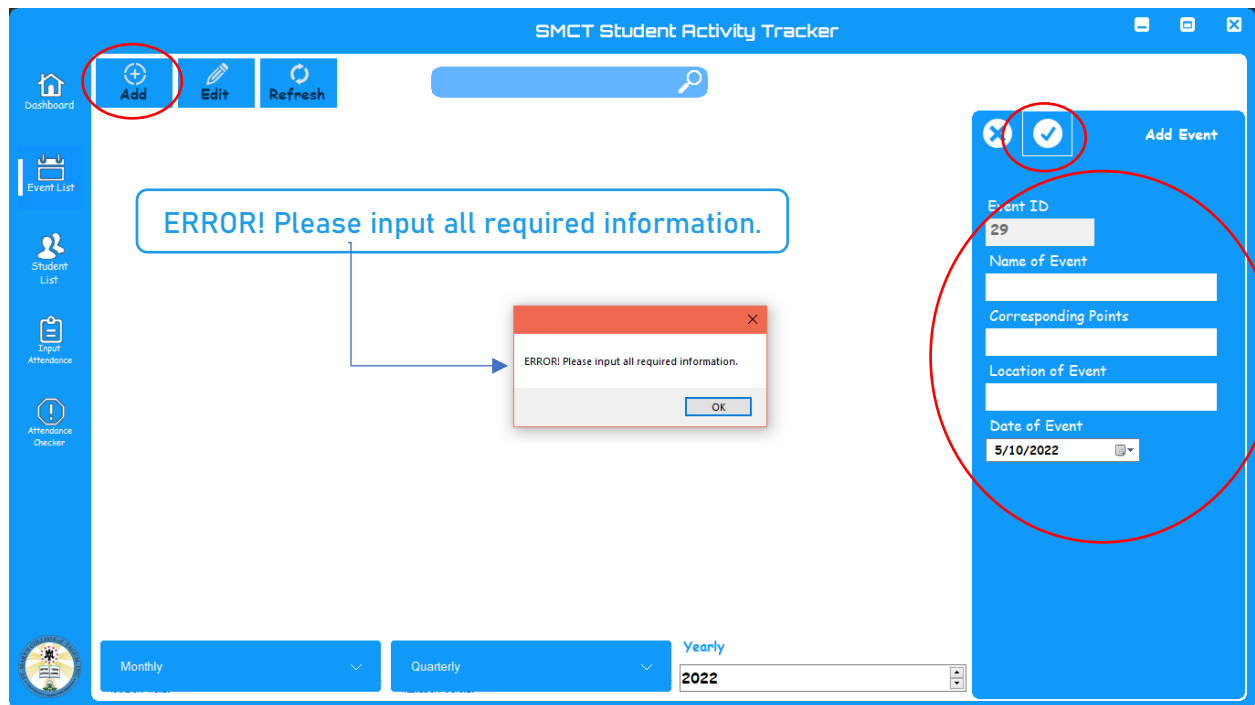 SMCT Student Activity Tracker
Dashboard
Add
Edit
Refresh
Add Event
Event List
ERROR! Please input all required information.
Event ID
29
Name of Event
Student
List
Corresponding Points
ERROR! Please input all required information.
OK
Input
Attendance
Location of Event
Attendance
Checker
Date of Event
5/10/2022
Monthly
Quarterly
Yearly
2022